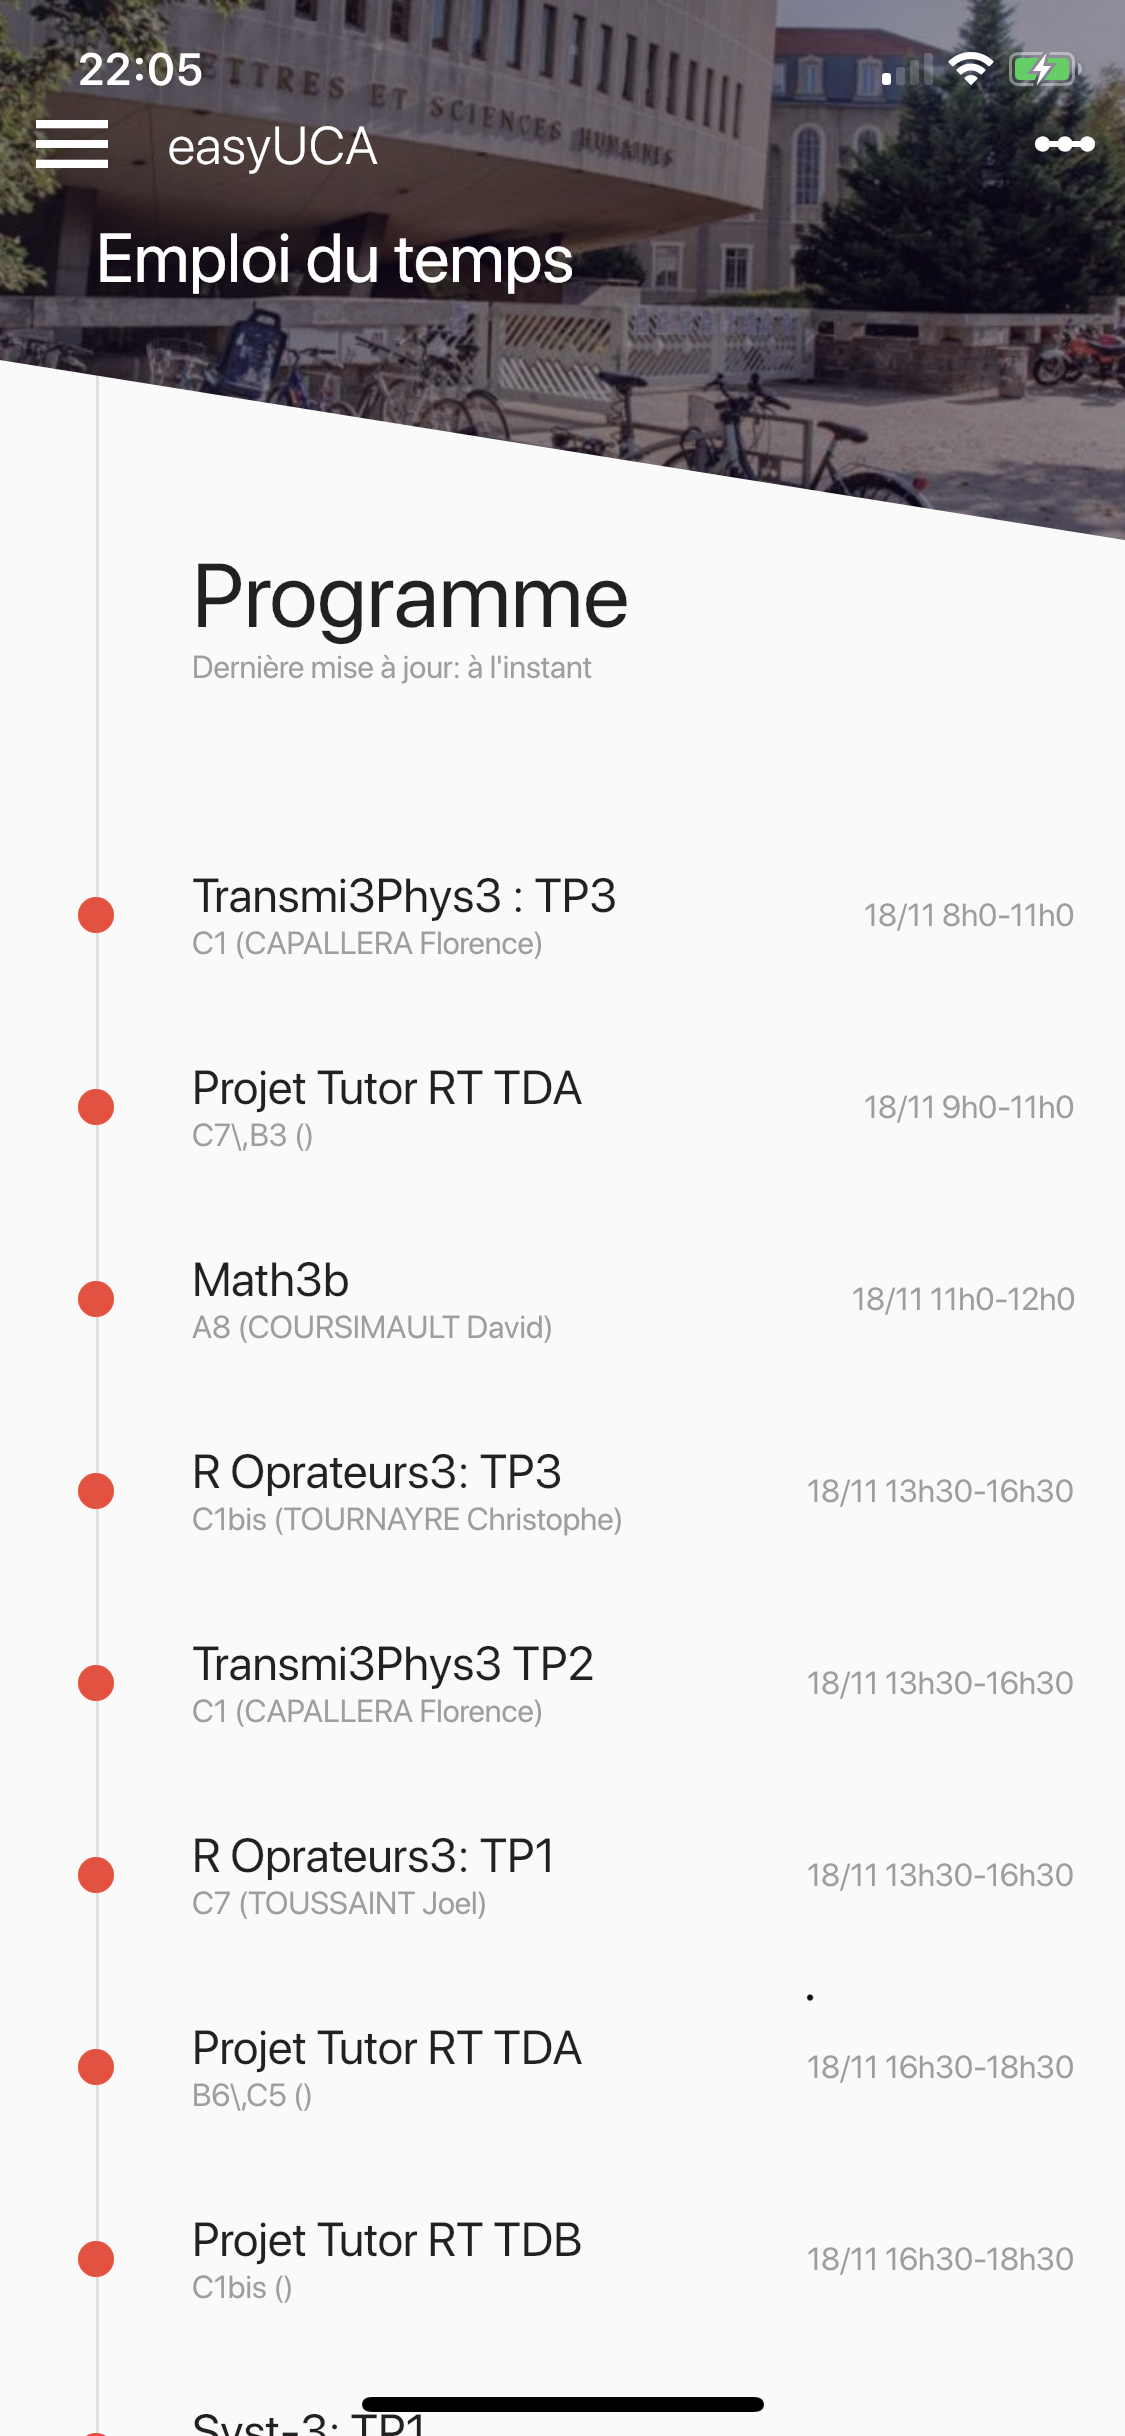 22:05
LETTRES ET SCIENCES HUMAINES
easyUCA
Emploi du temps
Programme
Dernière mise à jour: à l'instant
Transmi3Phys3 : TP3
18/11 8h0-11h0
C1 (CAPALLERA Florence)
Projet Tutor RT TDA
18/11 9h0-11h0
C7\,B3 ()
Math3b
18/11 11h0-12h0
A8 (COURSIMAULT David)
R Oprateurs3: TP3
18/11 13h30-16h30
C1bis (TOURNAYRE Christophe)
Transmi3Phys3 TP2
18/11 13h30-16h30
C1 (CAPALLERA Florence)
R Oprateurs3: TP1
18/11 13h30-16h30
C7 (TOUSSAINT Joel)
Projet Tutor RT TDA
18/11 16h30-18h30
B6\,C5 ()
Projet Tutor RT TDB
18/11 16h30-18h30
C1bis ()
Syst-3: TP1